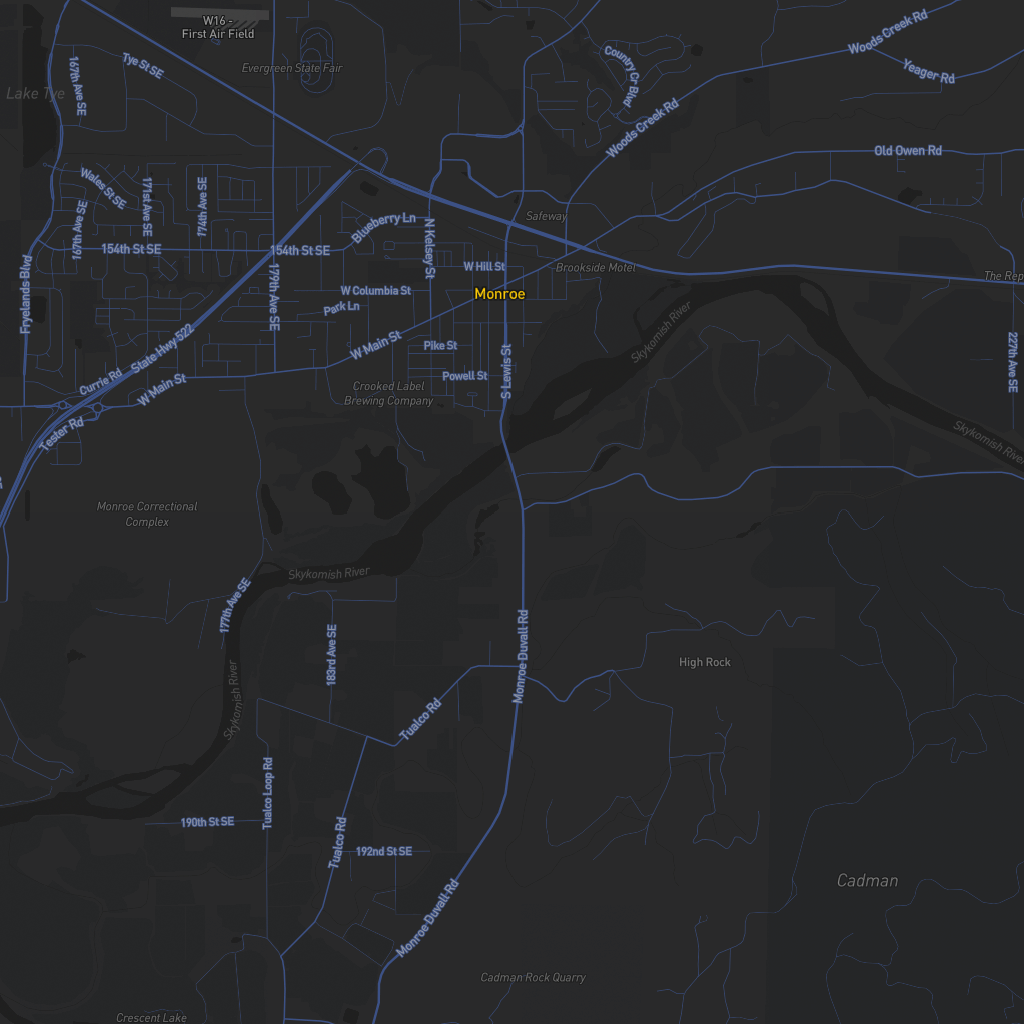 W16 -
First Air Field
Woods Creek Rd
Country Cr Blvd
Tye St SE
167th Ave SE
Evergreen State Fair
Yeager Rd
Lake Tye
Woods Creek Rd
Old Owen Rd
Wales St SE
171st Ave SE
174th Ave SE
167th Ave SE
Blueberry Ln
Safeway
N Kelsey St
154th St SE
154th St SE
W Hill St
Brookside Motel
The Rep
Fryelands Blvd
179th Ave SE
W Columbia St
Monroe
Park Ln
Skykomish River
State Hwy 522
W Main St
Pike St
227th Ave SE
Currie Rd
W Main St
Powell St
S Lewis St
Crooked Label
Brewing Company
Tester Rd
Skykomish River
Monroe Correctional
Complex
Skykomish River
177th Ave SE
183rd Ave SE
Monroe Duvall Rd
High Rock
Skykomish River
Tualco Rd
Tualco Loop Rd
190th St SE
Tualco Rd
192nd St SE
Cadman
Monroe Duvall Rd
Cadman Rock Quarry
Crescent Lake